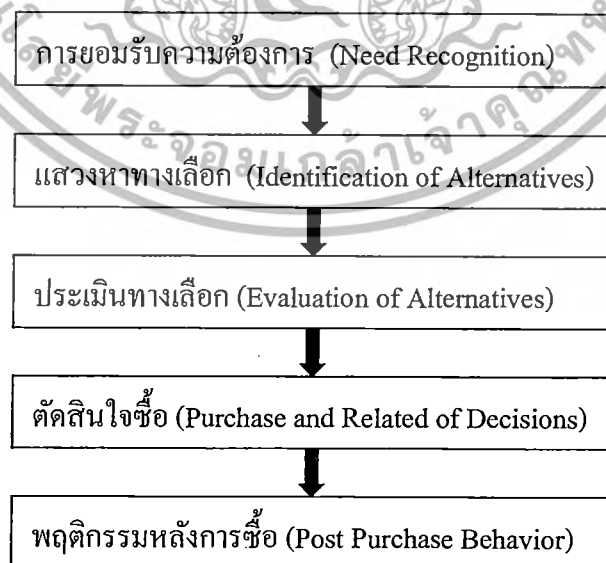 การยอมรับความต้องการ (Need Recognition)
แสวงหาทางเลือก (Identification of Alternatives)
ประเมินทางเลือก (Evaluation of Alternatives)
ตัดสินใจซื้อ (Purchase and Related of Decisions)
พฤติกรรมหลังการซื้อ (Post Purchase Behavior)